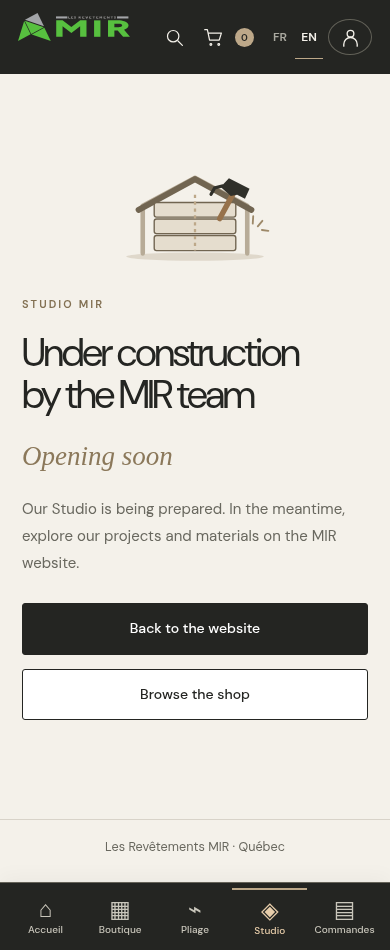 LES REVÊTEMENTS
MIR
0
FR
EN
STUDIO MIR
Under construction
by the MIR team
Opening soon
Our Studio is being prepared. In the meantime,
explore our projects and materials on the MIR
website.
Back to the website
Browse the shop
Les Revêtements MIR · Québec
Accueil
Boutique
Pliage
Studio
Commandes